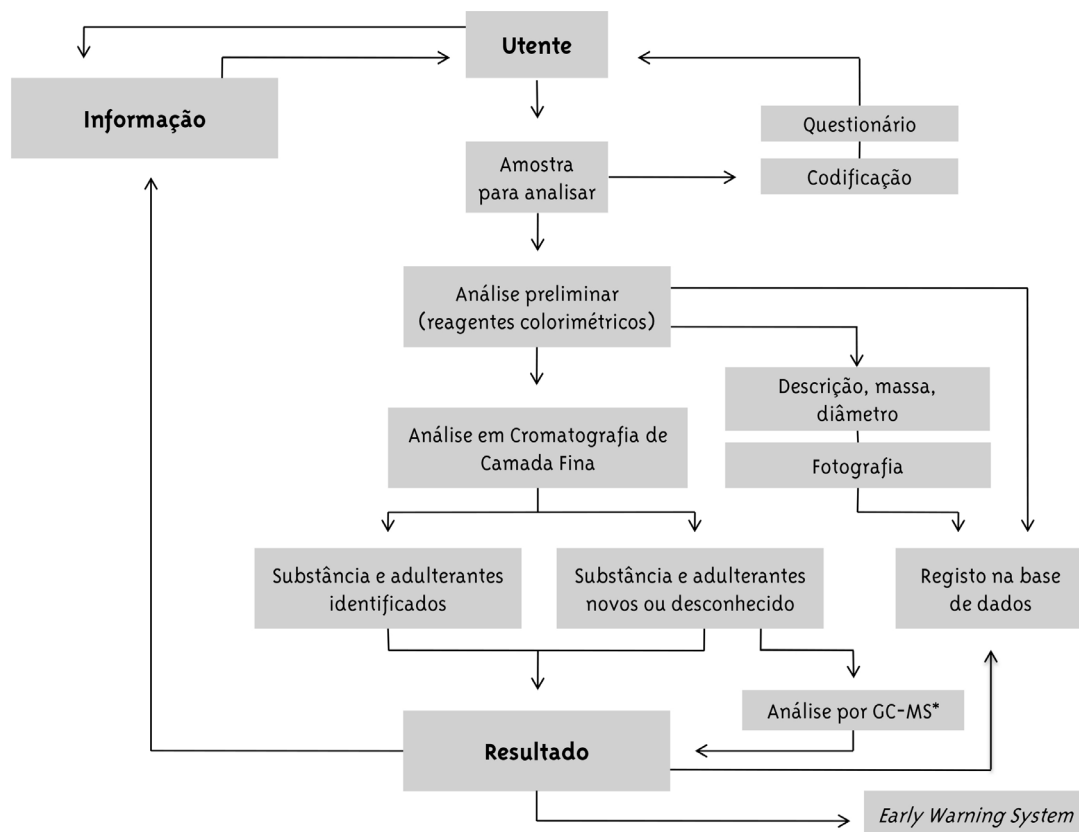 Utente
Informação
Questionário
Codificação
Amostra
para analisar
Análise preliminar
(reagentes colorimétricos)
Descrição, massa,
diâmetro
Fotografia
Análise em Cromatografia de
Camada Fina
Substância e adulterantes
identificados
Substância e adulterantes
novos ou desconhecido
Registo na base
de dados
Análise por GC-MS*
Resultado
Early Warning System